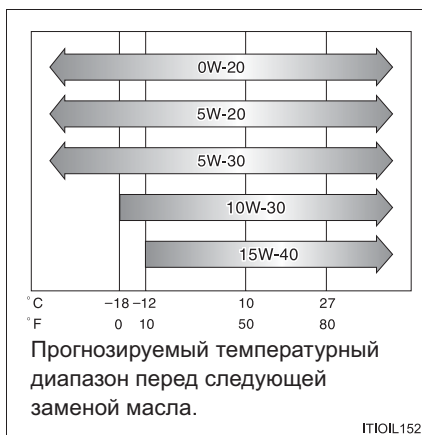 0W-20
5W-20
5W-30
10W-30
15W-40
°C −18 −12 10 27
°F 0 10 50 80
Прогнозируемый температурный
диапазон перед следующей
заменой масла.
ITIOIL152